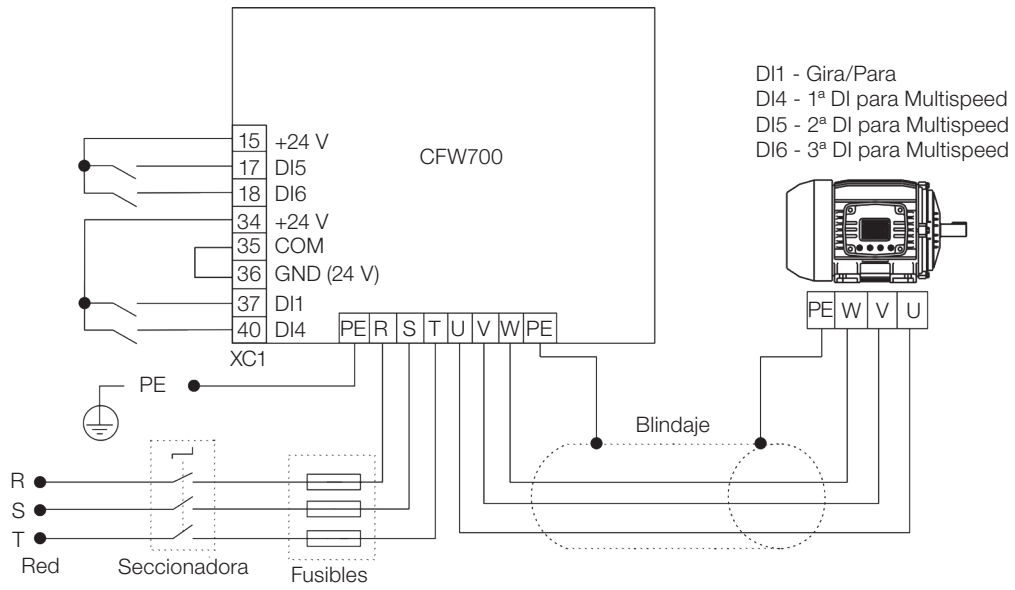 DI1 - Gira/Para
DI4 - 1ª DI para Multispeed
DI5 - 2ª DI para Multispeed
DI6 - 3ª DI para Multispeed
CFW700
15 +24 V
17 DI5
18 DI6
34 +24 V
35 COM
36 GND (24 V)
37 DI1
40 DI4
XC1
PE R S T U V W PE
PE W V U
PE
Blindaje
R
S
T
Red
Seccionadora
Fusibles